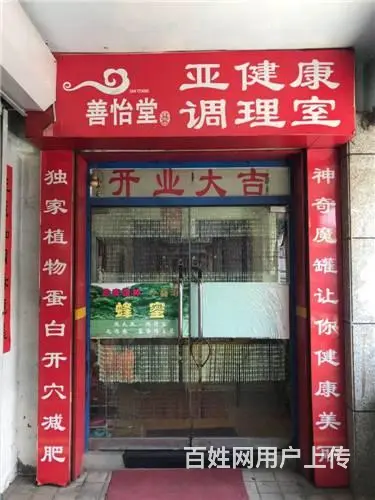 善怡堂
亚健康
调理室
开业大吉
独家植物蛋白开穴减肥
神奇魔罐让你健康美丽
蜂蜜
百姓网用户上传